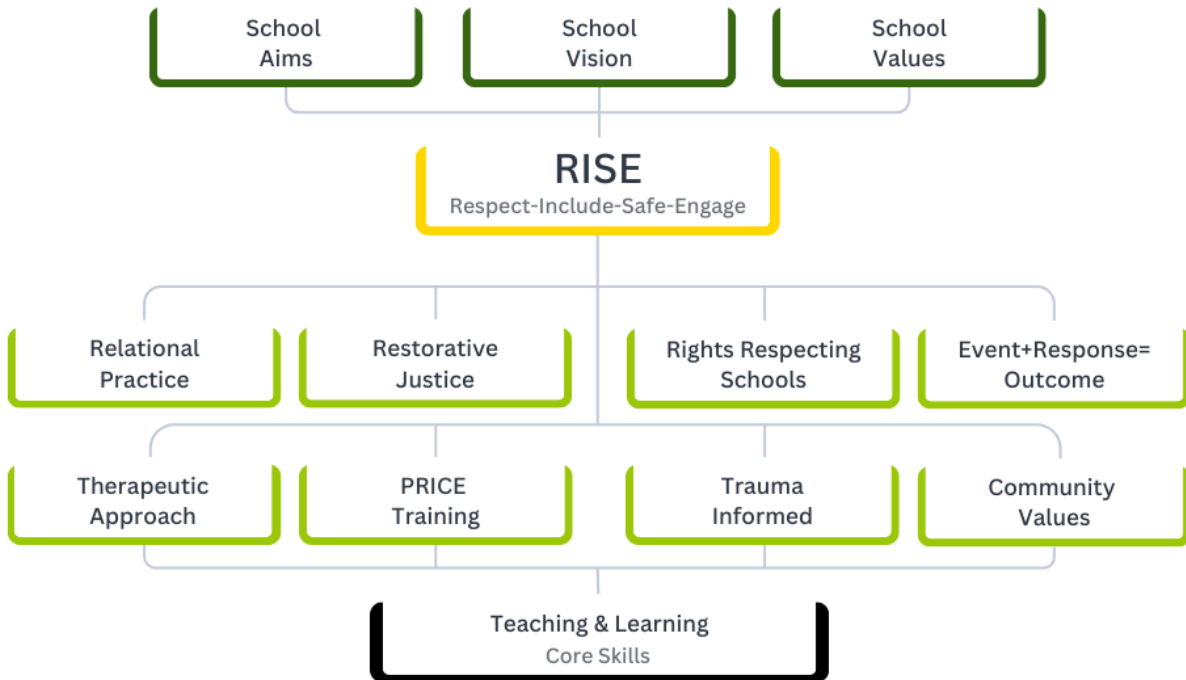 School
Aims
School
Vision
School
Values
RISE
Respect-Include-Safe-Engage
Relational
Practice
Restorative
Justice
Rights Respecting
Schools
Event+Response=
Outcome
Therapeutic
Approach
PRICE
Training
Trauma
Informed
Community
Values
Teaching & Learning
Core Skills